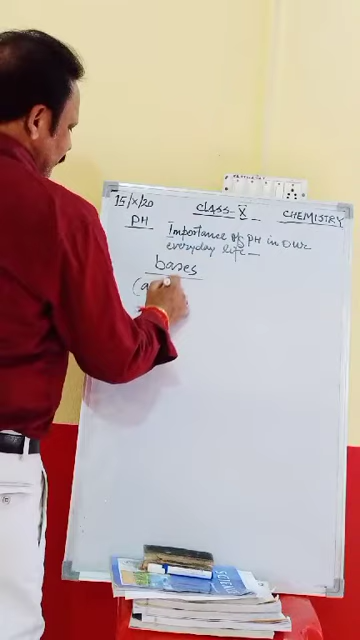 15/X/20 CLASS-X CHEMISTRY
PH Importance of PH in our
everyday life
bases
(a